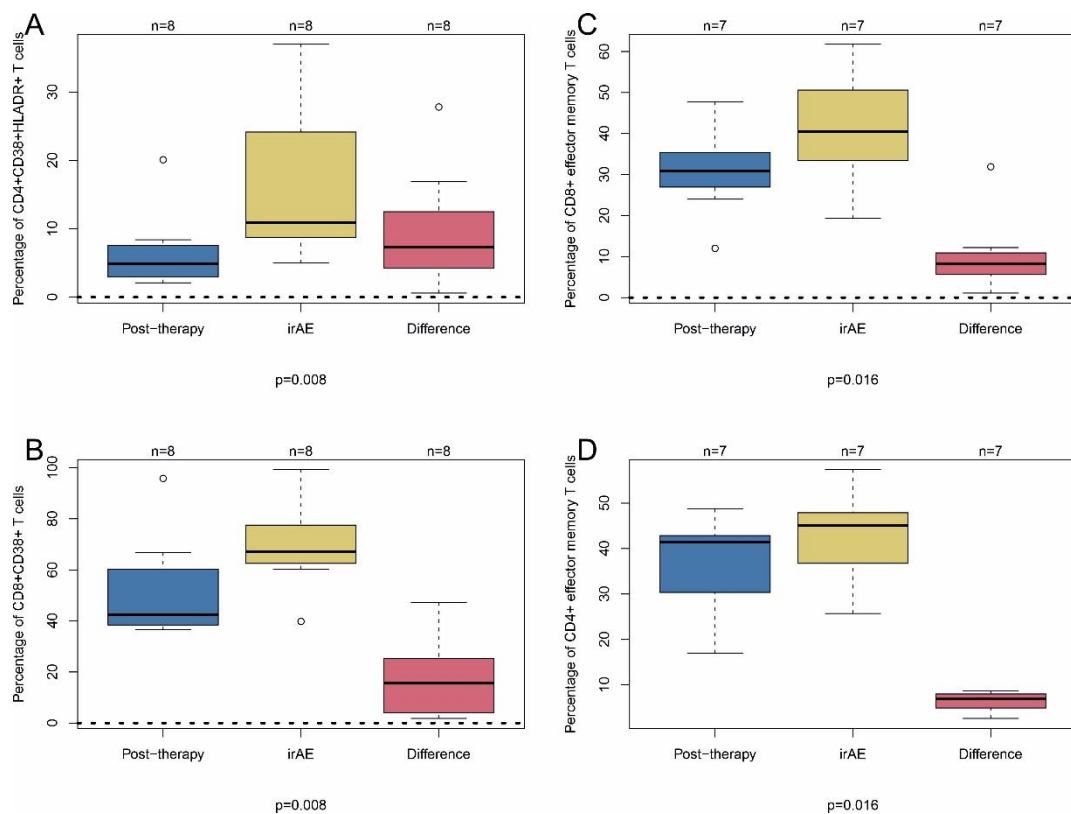 A
n=8 n=8 n=8
Percentage of CD4+CD38+HLADR+ T cells
30
20
10
0
Post−therapy irAE Difference
p=0.008
C
n=7 n=7 n=7
Percentage of CD8+ effector memory T cells
60
50
40
30
20
10
0
Post−therapy irAE Difference
p=0.016
B
n=8 n=8 n=8
Percentage of CD8+CD38+ T cells
100
80
60
40
20
0
Post−therapy irAE Difference
p=0.008
D
n=7 n=7 n=7
Percentage of CD4+ effector memory T cells
50
40
30
20
10
Post−therapy irAE Difference
p=0.016